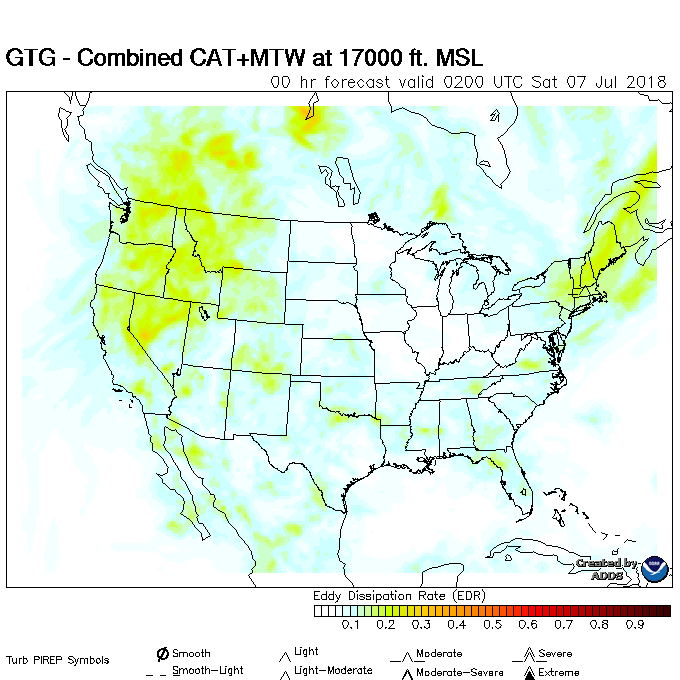 GTG - Combined CAT+MTW at 17000 ft. MSL
00 hr forecast valid 0200 UTC Sat 07 Jul 2018
Created by
ADDS
Eddy Dissipation Rate (EDR)
0.1 0.2 0.3 0.4 0.5 0.6 0.7 0.8 0.9
Turb PIREP Symbols
Smooth Light Moderate Severe
Smooth-Light Light-Moderate Moderate-Severe Extreme